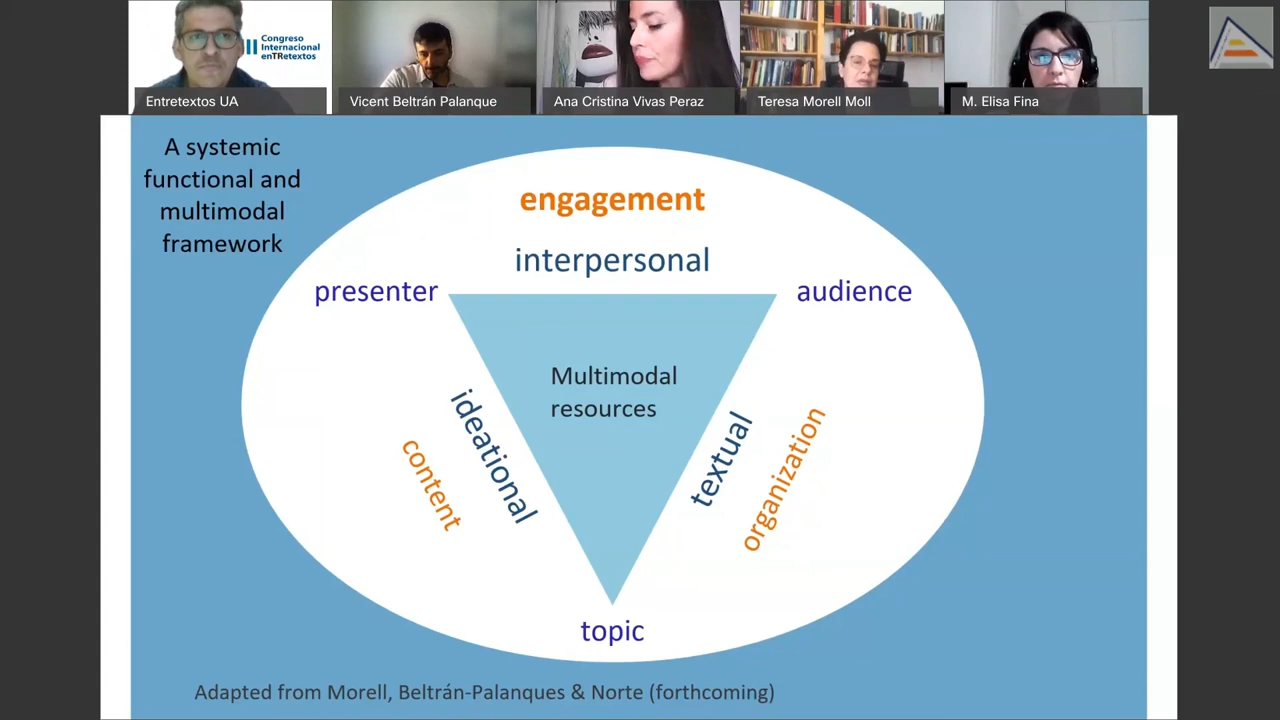 Congreso
Internacional
enTRetextos
Entretextos UA
Vicent Beltrán Palanque
Ana Cristina Vivas Peraz
Teresa Morell Moll
M. Elisa Fina
A systemic
functional and
multimodal
framework
engagement
interpersonal
presenter
audience
Multimodal
resources
ideational
content
textual
organization
topic
Adapted from Morell, Beltrán-Palanques & Norte (forthcoming)